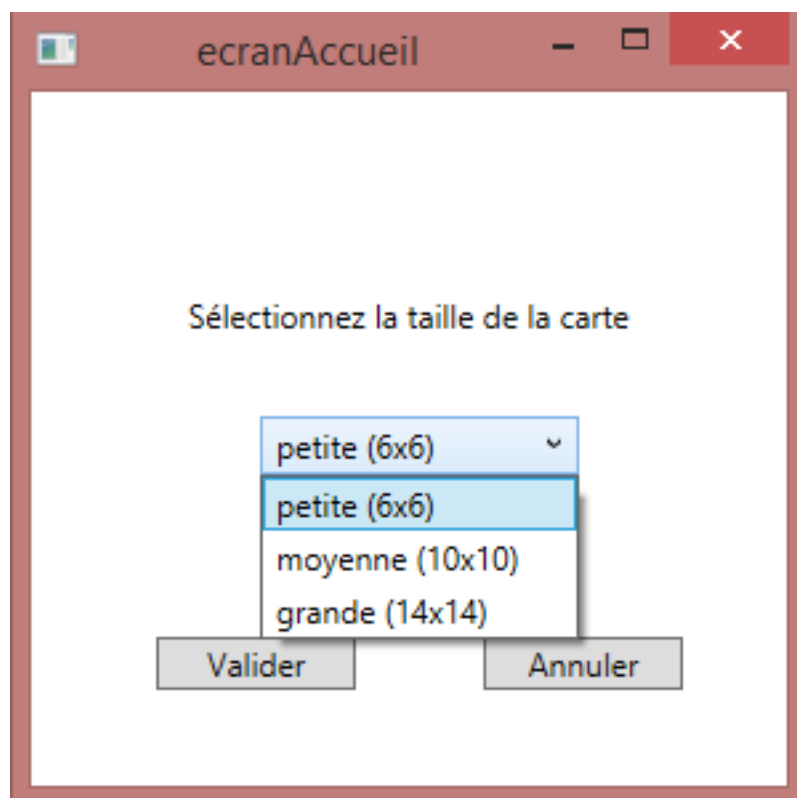 ecranAccueil
Sélectionnez la taille de la carte
petite (6x6)
petite (6x6)
moyenne (10x10)
grande (14x14)
Valider Annuler